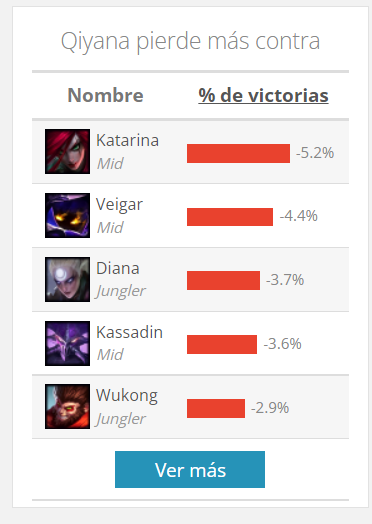 Qiyana pierde más contra
Nombre % de victorias
Katarina
Mid
-5.2%
Veigar
Mid
-4.4%
Diana
Jungler
-3.7%
Kassadin
Mid
-3.6%
Wukong
Jungler
-2.9%
Ver más